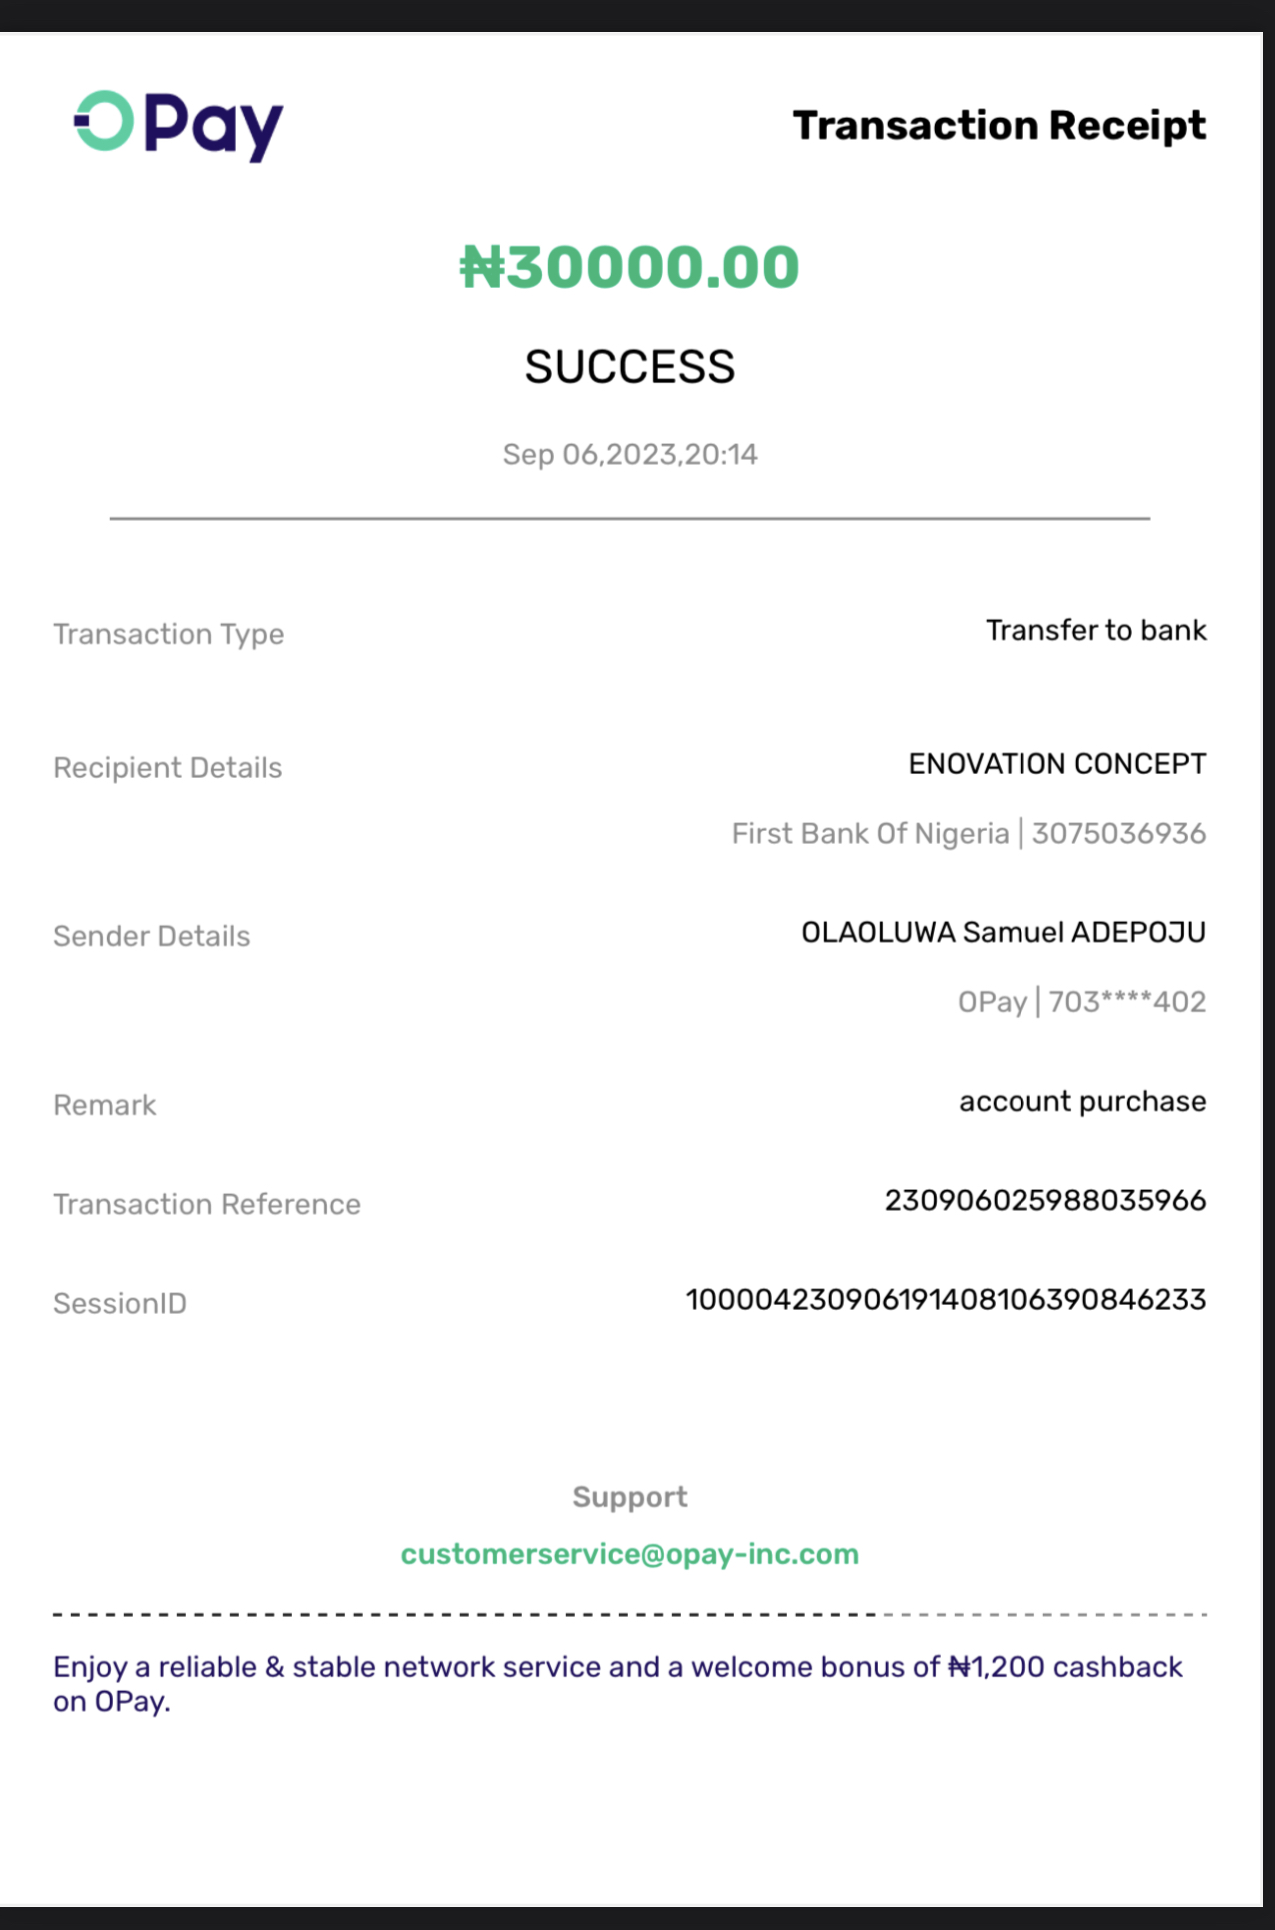 OPay
Transaction Receipt
₦30000.00
SUCCESS
Sep 06,2023,20:14
Transaction Type
Transfer to bank
Recipient Details
ENOVATION CONCEPT
First Bank Of Nigeria | 3075036936
Sender Details
OLAOLUWA Samuel ADEPOJU
OPay | 703****402
Remark
account purchase
Transaction Reference
230906025988035966
SessionID
100004230906191408106390846233
Support
customerservice@opay-inc.com
Enjoy a reliable & stable network service and a welcome bonus of ₦1,200 cashback
on OPay.